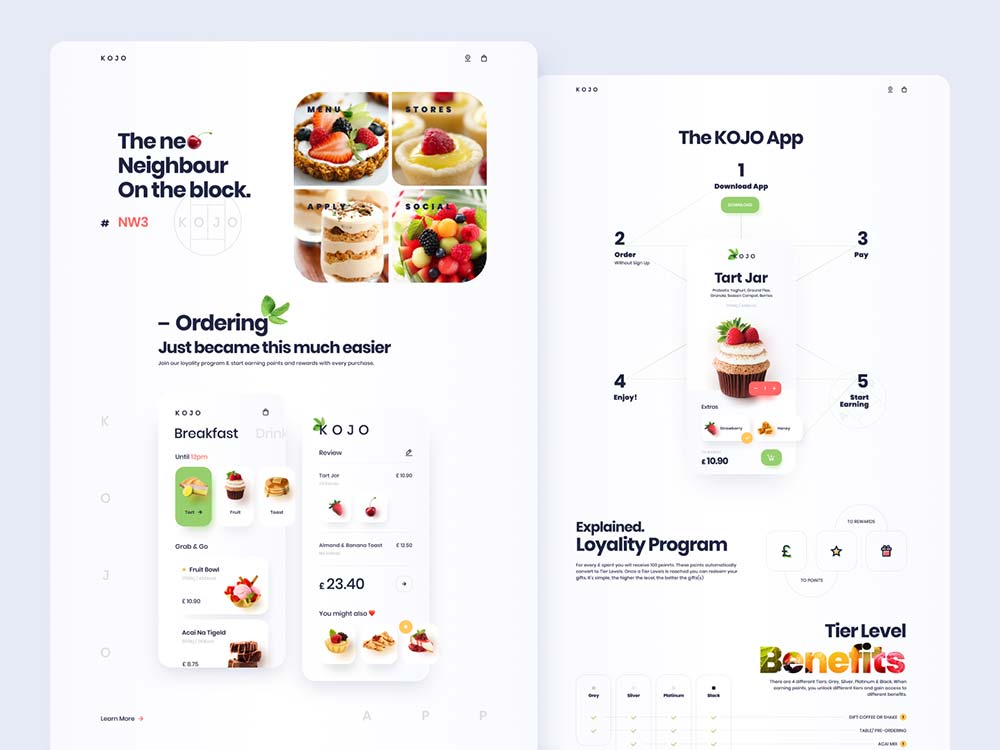 KOJO
The ne
Neighbour
On the block.
# NW3
KOJO
MENU
STORES
APPLY
SOCIAL
– Ordering
Just became this much easier
Join our loyality program & start earning points and rewards with every purchase.
K
O
J
O
KOJO
Breakfast
Drink
Until 12pm
Tart
Fruit
Toast
Grab & Go
Fruit Bowl
£ 10.90
Acai Na Tigeld
£ 8.75
KOJO
Review
Tart Jar
£ 10.90
Almond & Banana Toast
£ 12.50
£ 23.40
You might also
Learn More
A P P
KOJO
The KOJO App
1
Download App
DOWNLOAD
2
Order
Without Sign Up
3
Pay
KOJO
Tart Jar
Probiotic Yoghurt, Ground Flax,
Granola, Season Compot, Berries
4
Enjoy!
5
Start
Earning
- 1 +
Extras
Strawberry
Honey
£ 10.90
Explained.
Loyality Program
For every £ spent you will receive 100 points. These points automatically
convert to Tier Levels. Once a Tier Levels is reached you can redeem your
gifts. It's simple, the higher the level, the better the gifts(s)
TO REWARDS
£
TO POINTS
Tier Level
Benefits
There are 4 different Tiers: Grey, Silver, Platinum & Black. When
earning points, you unlock different tiers and gain access to
different benefits.
Grey
Silver
Platinum
Black
GIFT COFFEE OR SHAKE
TABLE/ PRE-ORDERING
ACAI MIX